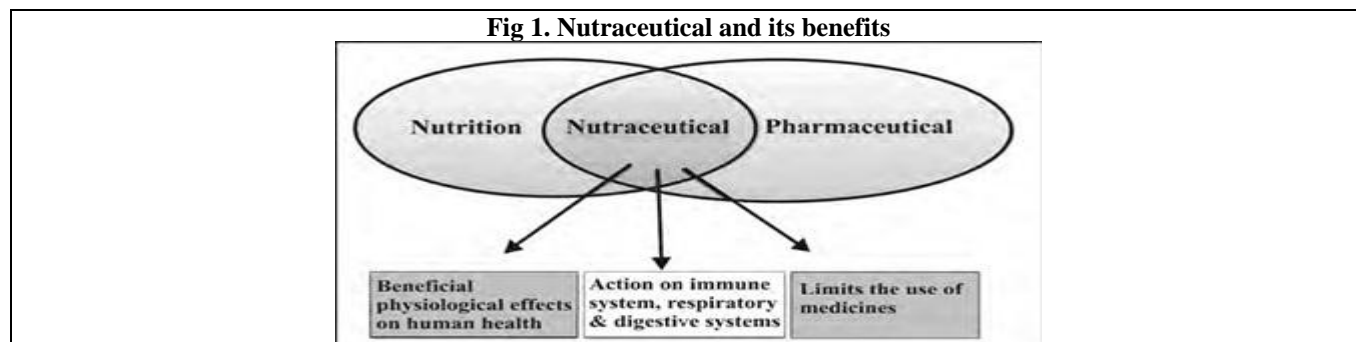 Fig 1. Nutraceutical and its benefits
Nutrition Nutraceutical Pharmaceutical
Beneficial
physiological effects
on human health
Action on immune
system, respiratory
& digestive systems
Limits the use of
medicines